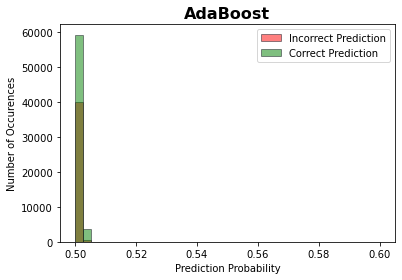 AdaBoost
Incorrect Prediction
Correct Prediction
Number of Occurences
60000
50000
40000
30000
20000
10000
0
0.50 0.52 0.54 0.56 0.58 0.60
Prediction Probability